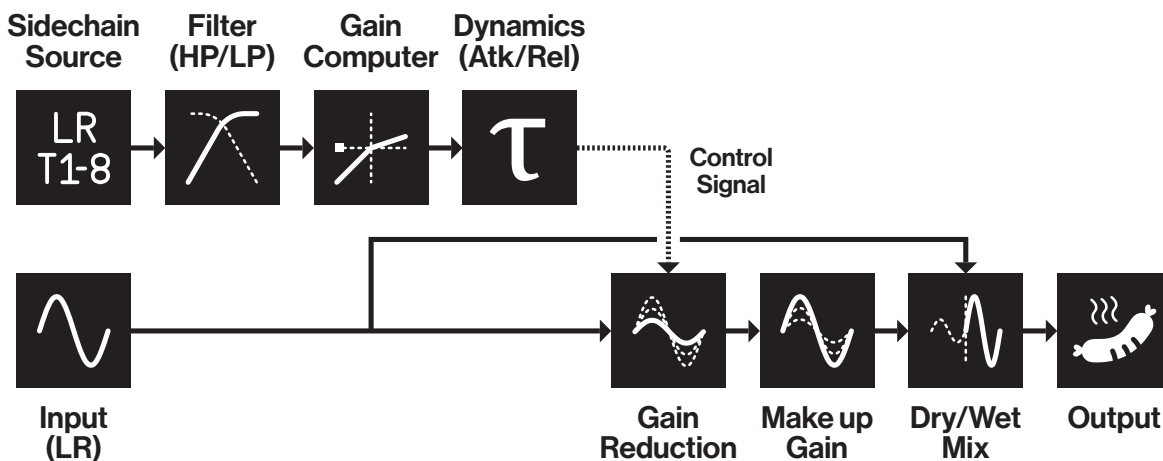 Sidechain
Source
Filter
(HP/LP)
Gain
Computer
Dynamics
(Atk/Rel)
LR
T1-8
τ
Control
Signal
Input
(LR)
Gain
Reduction
Make up
Gain
Dry/Wet
Mix
Output